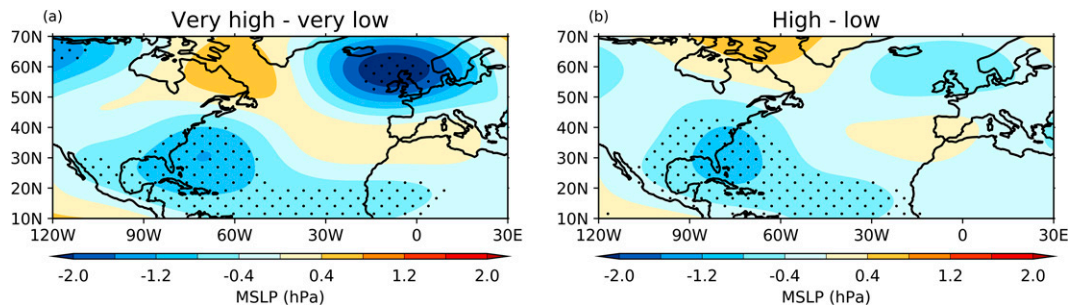 (a) Very high - very low
70N
60N
50N
40N
30N
20N
10N
120W 90W 60W 30W 0 30E
-2.0 -1.2 -0.4 0.4 1.2 2.0
MSLP (hPa)
(b) High - low
70N
60N
50N
40N
30N
20N
10N
120W 90W 60W 30W 0 30E
-2.0 -1.2 -0.4 0.4 1.2 2.0
MSLP (hPa)